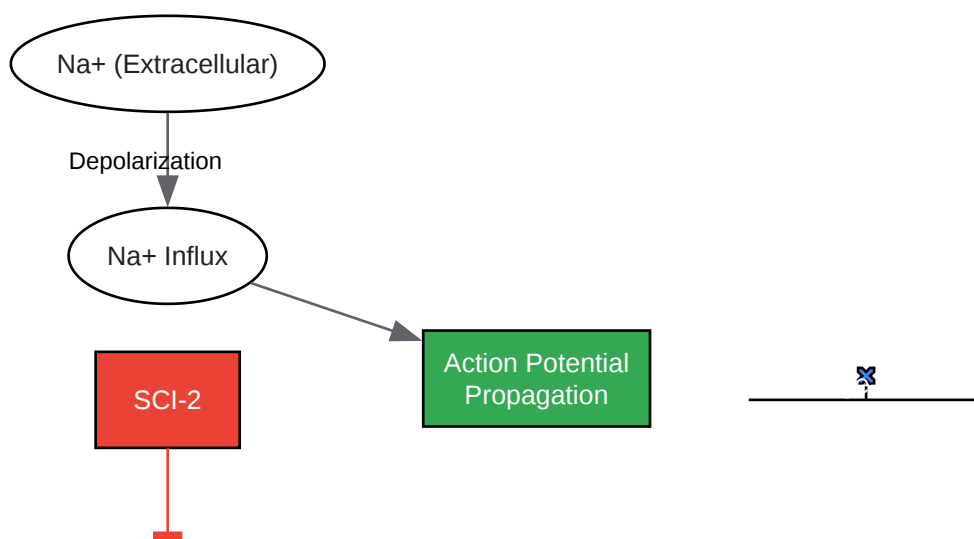 Na+ (Extracellular)
Depolarization
Na+ Influx
Action Potential
Propagation
SCI-2